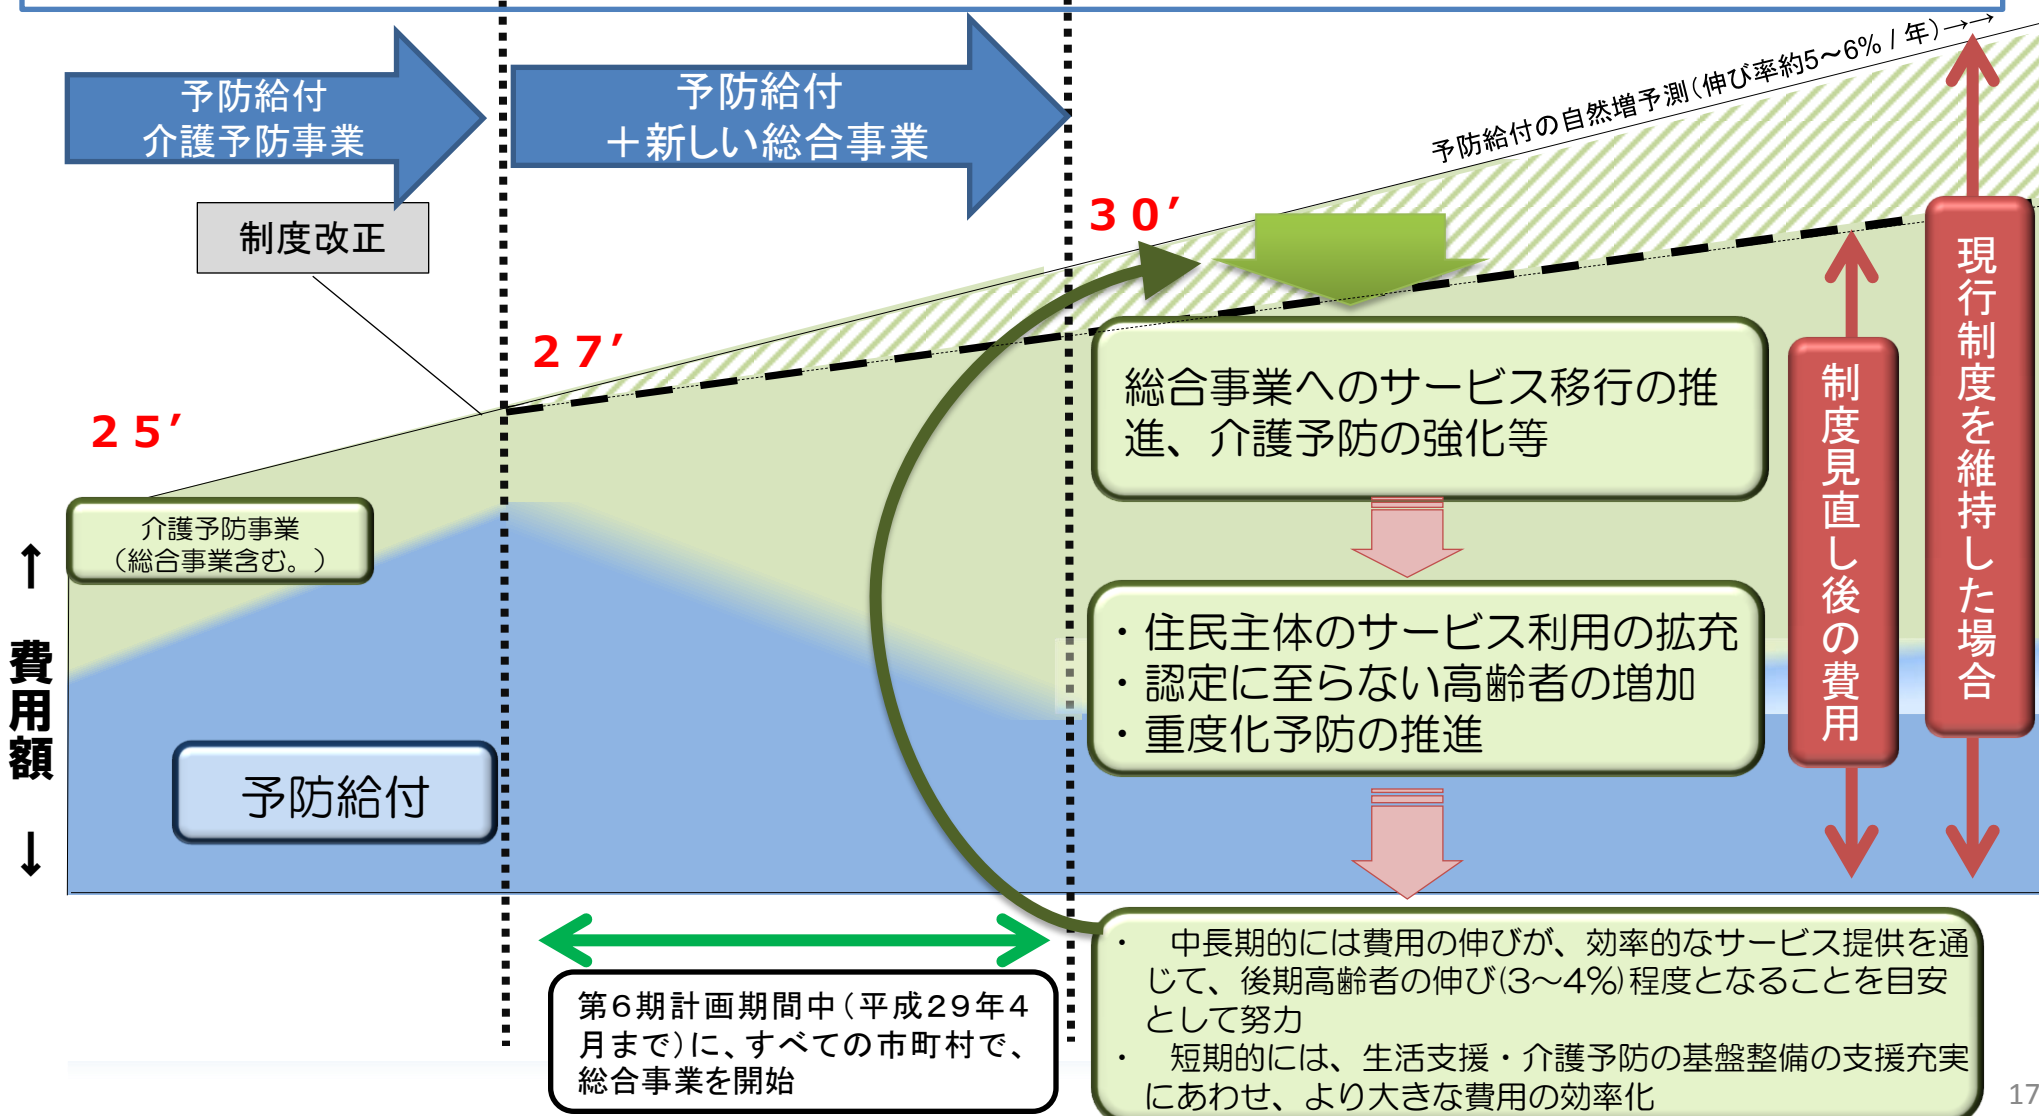 予防給付
介護予防事業
予防給付
＋新しい総合事業
予防給付の自然増予測（伸び率約5～6% / 年）→→
制度改正
２５’
２７’
３０’
介護予防事業
（総合事業含む。）
総合事業へのサービス移行の推
進、介護予防の強化等
・住民主体のサービス利用の拡充
・認定に至らない高齢者の増加
・重度化予防の推進
制度見直し後の費用
現行制度を維持した場合
↑ 費用額 ↓
予防給付
第６期計画期間中（平成２９年４
月まで）に、すべての市町村で、
総合事業を開始
・　中長期的には費用の伸びが、効率的なサービス提供を通
じて、後期高齢者の伸び(3～4%)程度となることを目安
として努力
・　短期的には、生活支援・介護予防の基盤整備の支援充実
にあわせ、より大きな費用の効率化
17